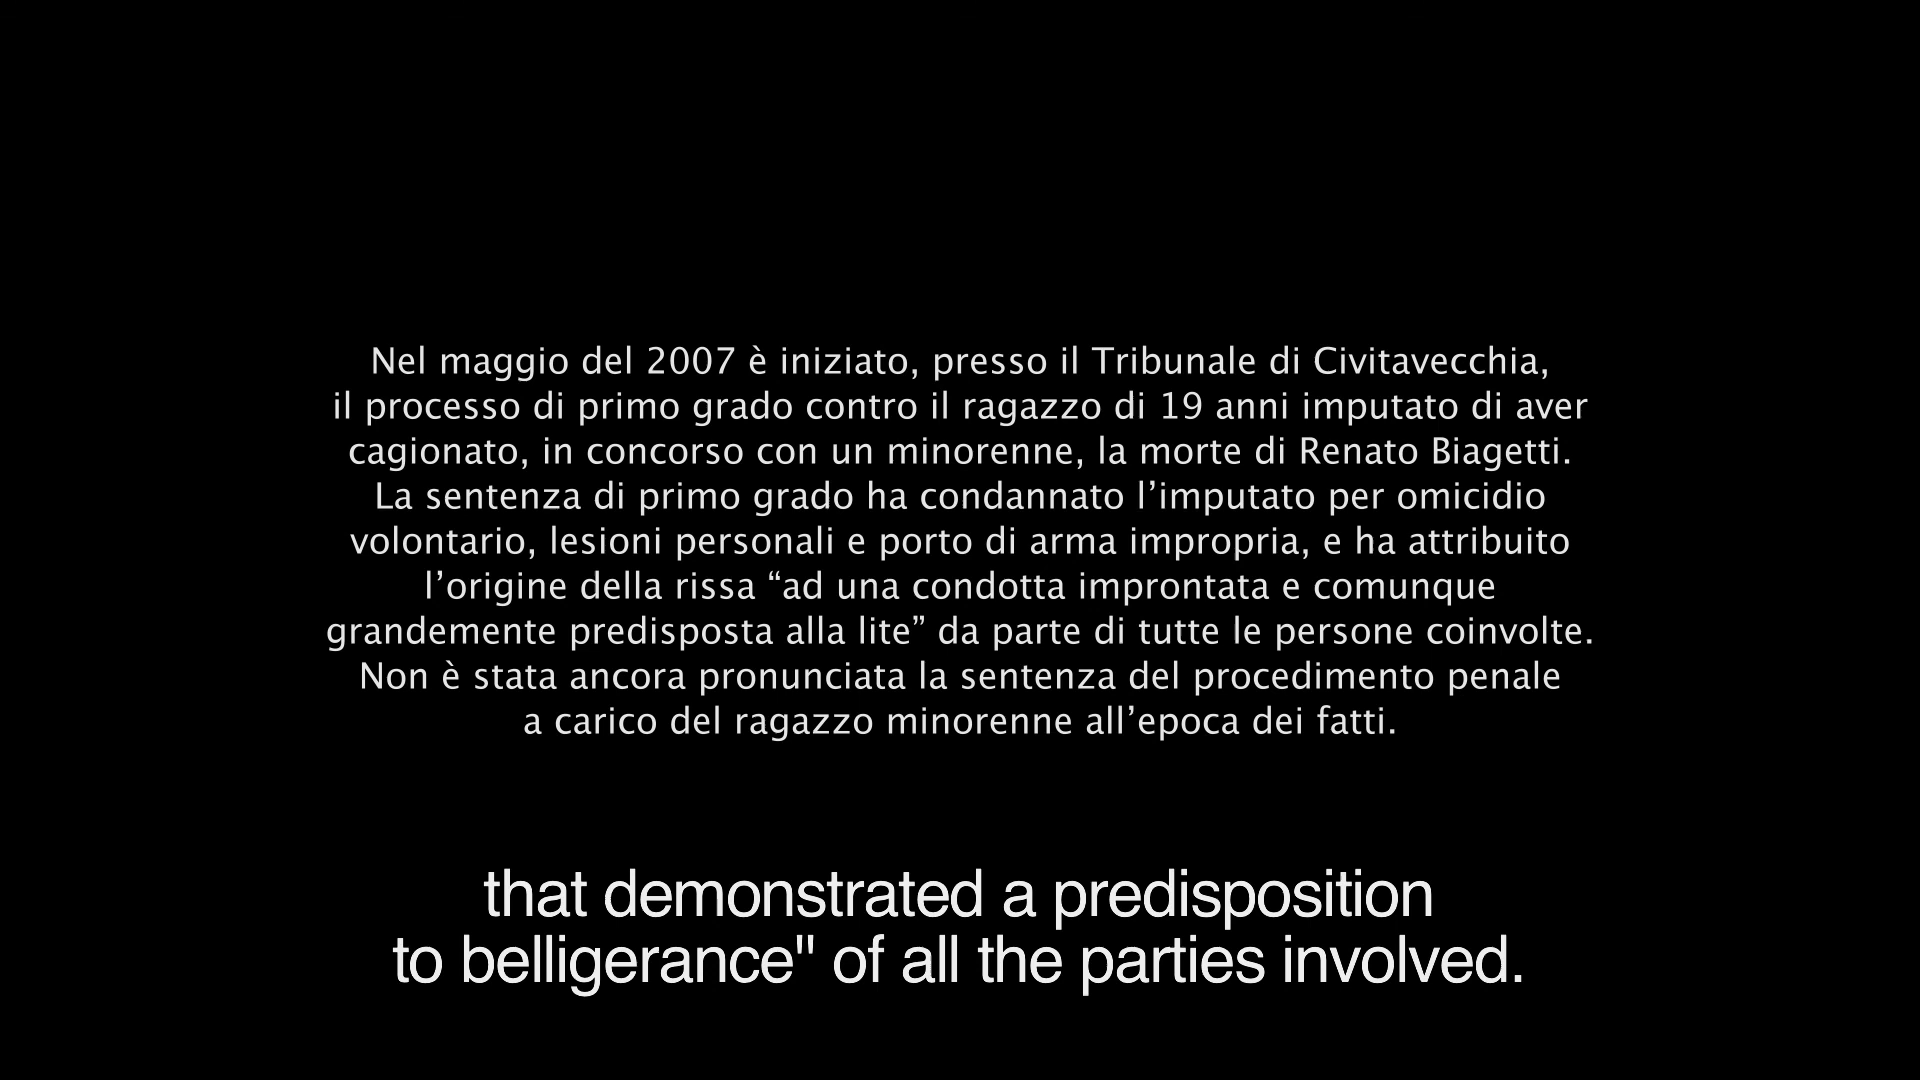 Nel maggio del 2007 è iniziato, presso il Tribunale di Civitavecchia,
il processo di primo grado contro il ragazzo di 19 anni imputato di aver
cagionato, in concorso con un minorenne, la morte di Renato Biagetti.
La sentenza di primo grado ha condannato l’imputato per omicidio
volontario, lesioni personali e porto di arma impropria, e ha attribuito
l’origine della rissa “ad una condotta improntata e comunque
grandemente predisposta alla lite” da parte di tutte le persone coinvolte.
Non è stata ancora pronunciata la sentenza del procedimento penale
a carico del ragazzo minorenne all’epoca dei fatti.
that demonstrated a predisposition
to belligerance" of all the parties involved.